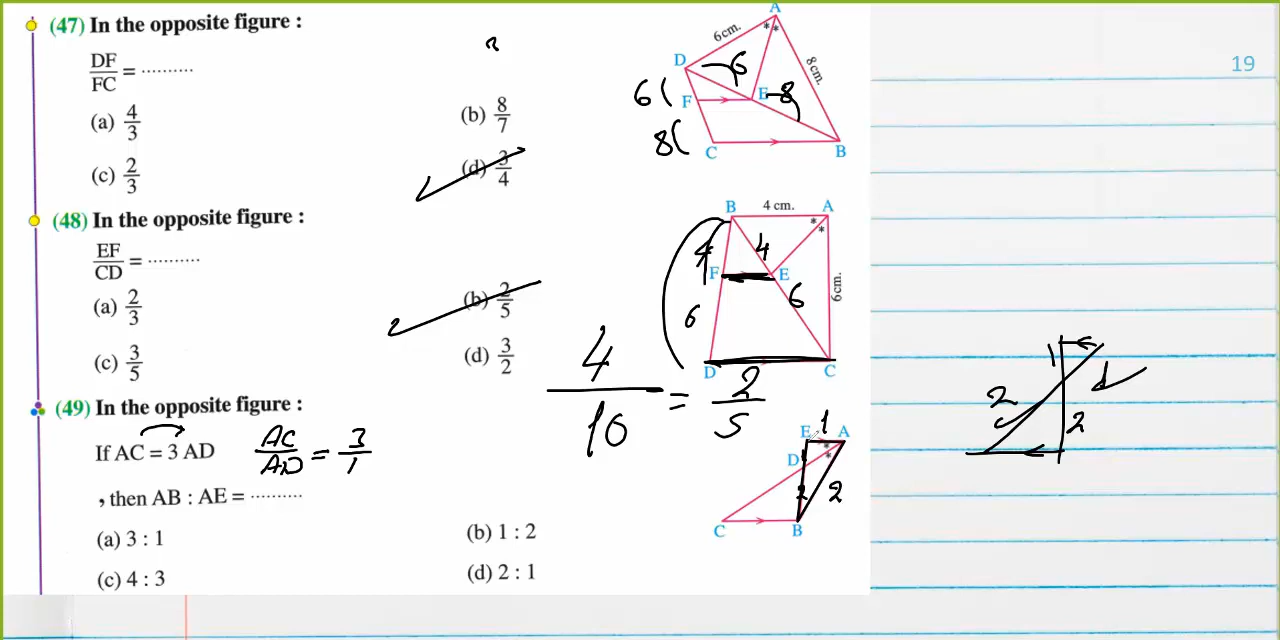 19
(47) In the opposite figure :
DF/FC = ..........
(a) 4/3
(b) 8/7
(c) 2/3
(d) 3/4
A
6 cm.
8 cm.
D
6
E
8
6
F
8
C
B
(48) In the opposite figure :
EF/CD = ..........
(a) 2/3
(b) 2/5
(c) 3/5
(d) 3/2
B
4 cm.
A
4
4
F
E
6 cm.
6
6
D
C
4/10 = 2/5
(49) In the opposite figure :
If AC = 3 AD
AC/AD = 3/1
, then AB : AE = ..........
(a) 3 : 1
(b) 1 : 2
(c) 4 : 3
(d) 2 : 1
1
E
A
D
1
2
2
C
B
1
1
2
2